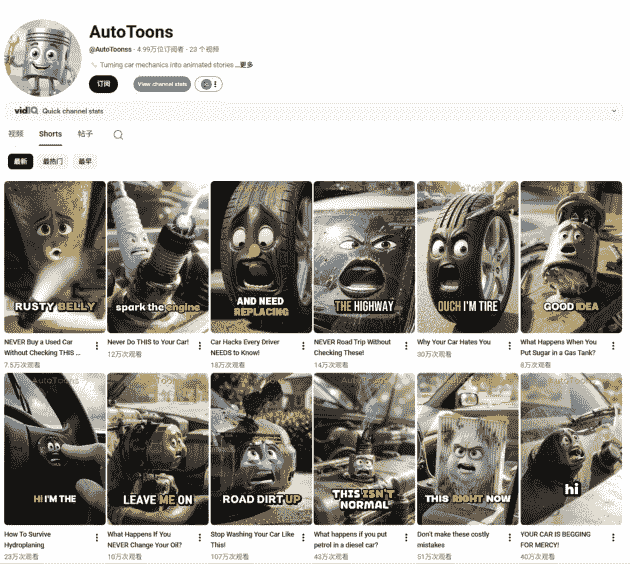 AutoToons
@AutoToonss · 4.99万位订阅者 · 23 个视频
Turning car mechanics into animated stories ...更多
订阅
View channel stats
vidIQ Quick channel stats
视频 Shorts 帖子
最新 最热门 最早
AutoToons
RUSTY BELLY
spark the engine
AND NEED
REPLACING
THE HIGHWAY
OUCH I'M TIRE
GOOD IDEA
NEVER Buy a Used Car
Without Checking THIS ...
7.5万次观看
Never Do THIS to Your Car!
12万次观看
Car Hacks Every Driver
NEEDS to Know!
18万次观看
NEVER Road Trip Without
Checking These!
14万次观看
Why Your Car Hates You
30万次观看
What Happens When You
Put Sugar in a Gas Tank?
8万次观看
HI I'M THE
LEAVE ME ON
ROAD DIRT UP
THIS ISN'T
NORMAL
THIS RIGHT NOW
hi
How To Survive
Hydroplaning
23万次观看
What Happens If You
NEVER Change Your Oil?
10万次观看
Stop Washing Your Car Like
This!
107万次观看
What happens if you put
petrol in a diesel car?
43万次观看
Don't make these costly
mistakes
51万次观看
YOUR CAR IS BEGGING
FOR MERCY!
40万次观看